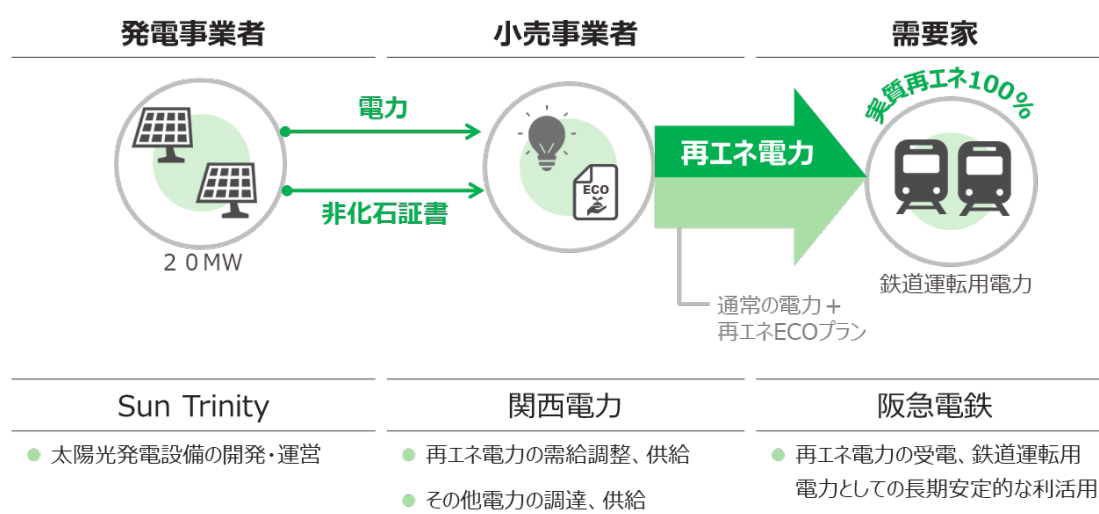 発電事業者
小売事業者
需要家
電力
非化石証書
２０MW
ECO
再エネ電力
通常の電力＋
再エネECOプラン
実質再エネ100%
鉄道運転用電力
Sun Trinity
関西電力
阪急電鉄
太陽光発電設備の開発・運営
再エネ電力の需給調整、供給
その他電力の調達、供給
再エネ電力の受電、鉄道運転用
電力としての長期安定的な利活用